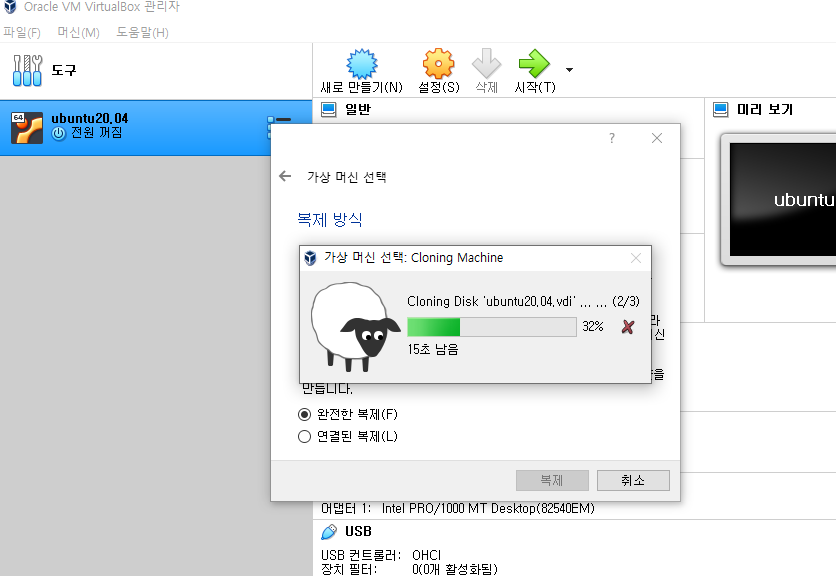 Oracle VM VirtualBox 관리자
파일(F) 머신(M) 도움말(H)
도구
새로 만들기(N) 설정(S) 삭제 시작(T)
64
ubuntu20.04
전원 꺼짐
일반
미리 보기
ubuntu
?
가상 머신 선택
복제 방식
가상 머신 선택: Cloning Machine
Cloning Disk 'ubuntu20.04.vdi' ... ... (2/3)
32%
15초 남음
라
신
을
만듭니다.
완전한 복제(F)
연결된 복제(L)
복제 취소
어댑터 1: Intel PRO/1000 MT Desktop(82540EM)
USB
USB 컨트롤러: OHCI
장치 필터: 0(0개 활성화됨)